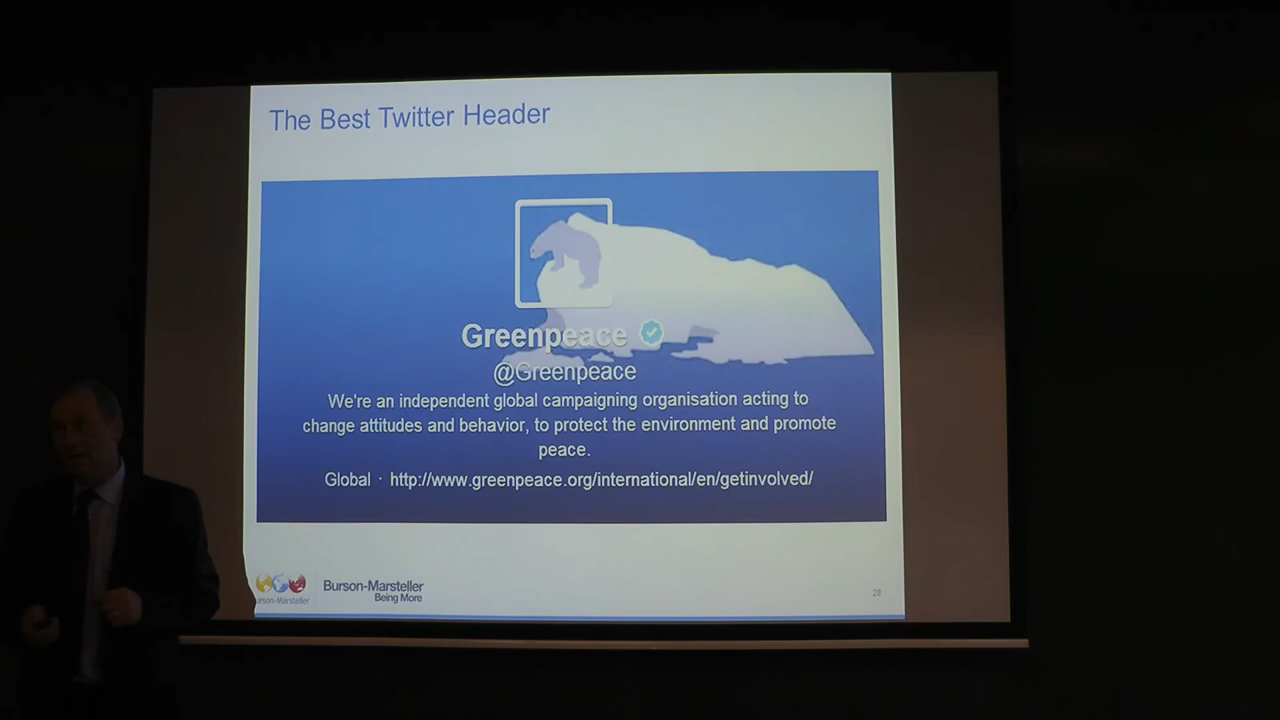 The Best Twitter Header
Greenpeace
@Greenpeace
We're an independent global campaigning organisation acting to
change attitudes and behavior, to protect the environment and promote
peace.
Global · http://www.greenpeace.org/international/en/getinvolved/
Burson-Marsteller
Being More